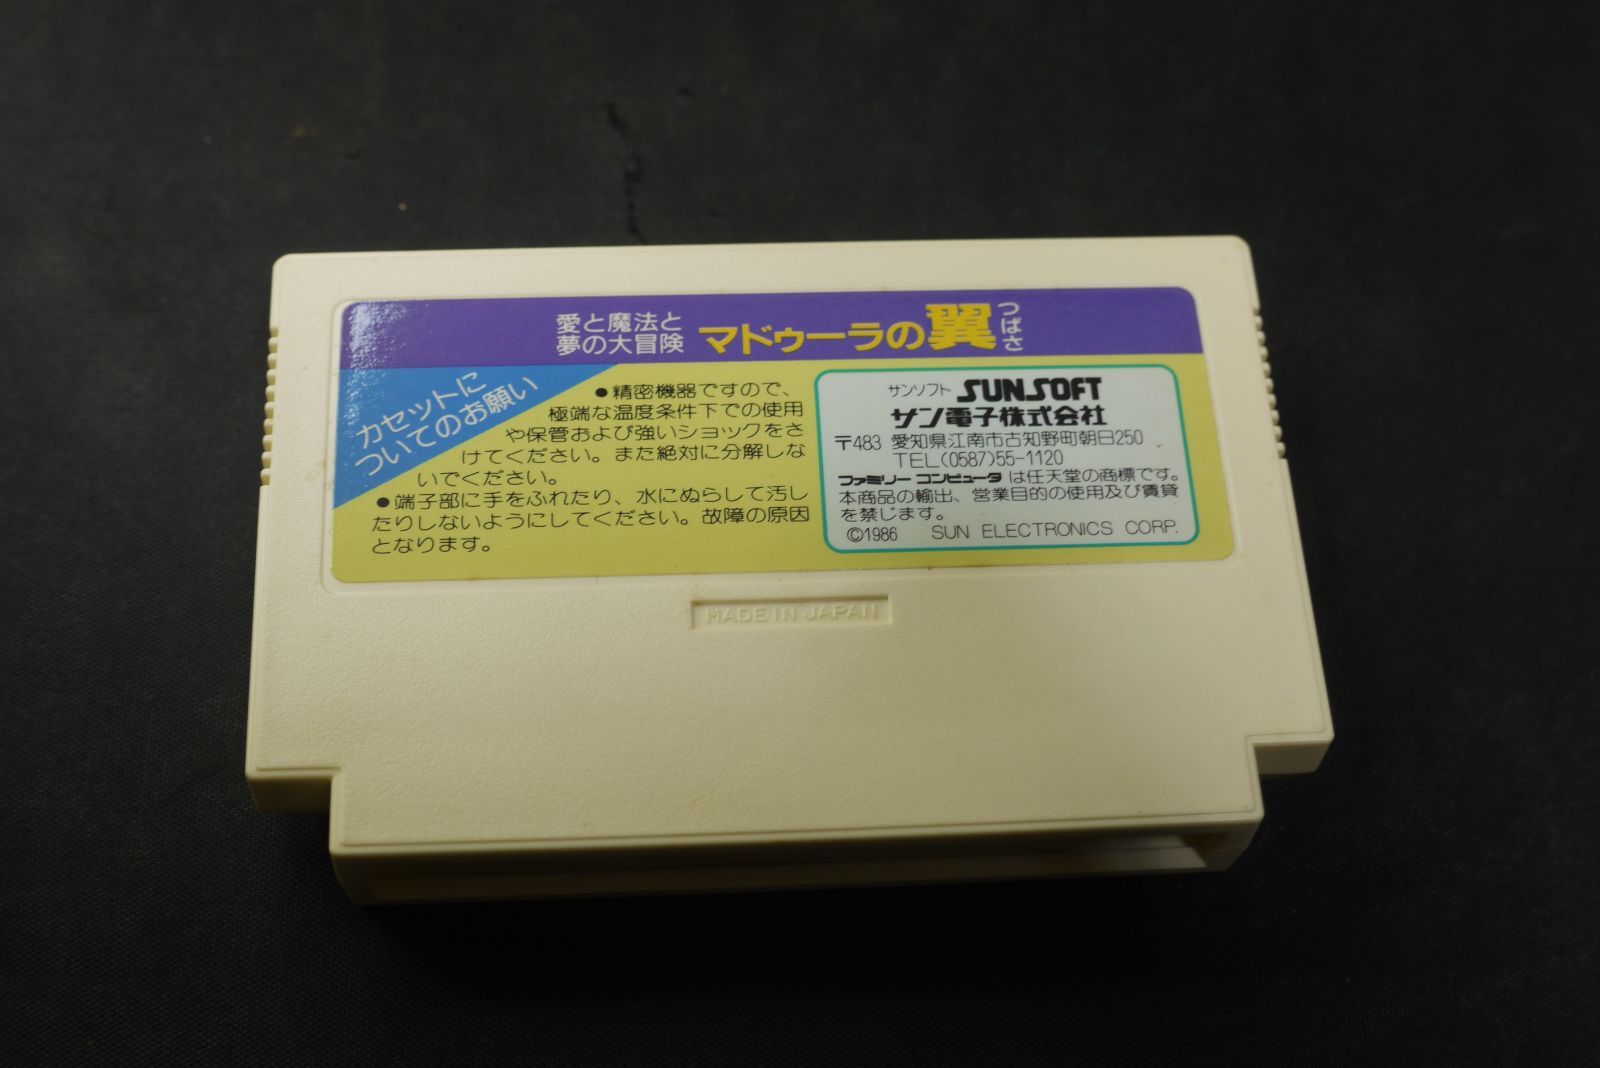 愛と魔法と
夢の大冒険
マドゥーラの翼
つばさ
カセットに
ついてのお願い
●精密機器ですので、
極端な温度条件下での使用
や保管および強いショックをさ
けてください。また絶対に分解しな
いでください。
●端子部に手をふれたり、水にぬらして汚し
たりしないようにしてください。故障の原因
となります。
サンソフト SUNSOFT
サン電子株式会社
〒483 愛知県江南市古知野町朝日250
TEL(0587)55-1120
ファミリーコンピュータは任天堂の商標です。
本商品の輸出、営業目的の使用及び賃貸
を禁じます。
©1986 SUN ELECTRONICS CORP.
MADE IN JAPAN